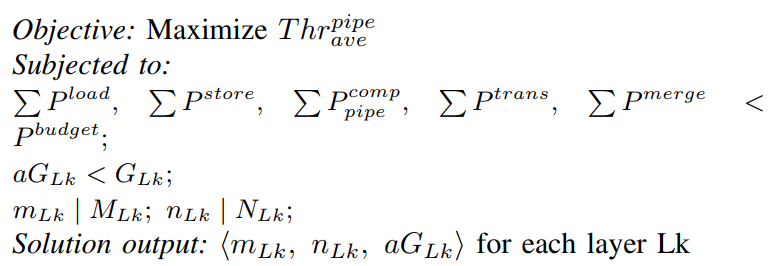 Objective: Maximize $Thr_{ave}^{pipe}$
Subjected to:
$\sum P^{load}$, $\sum P^{store}$, $\sum P_{pipe}^{comp}$, $\sum P^{trans}$, $\sum P^{merge}$ $<$
$P^{budget}$;
$aG_{Lk} < G_{Lk}$;
$m_{Lk} \mid M_{Lk}$; $n_{Lk} \mid N_{Lk}$;
Solution output: $\langle m_{Lk},\ n_{Lk},\ aG_{Lk} \rangle$ for each layer Lk